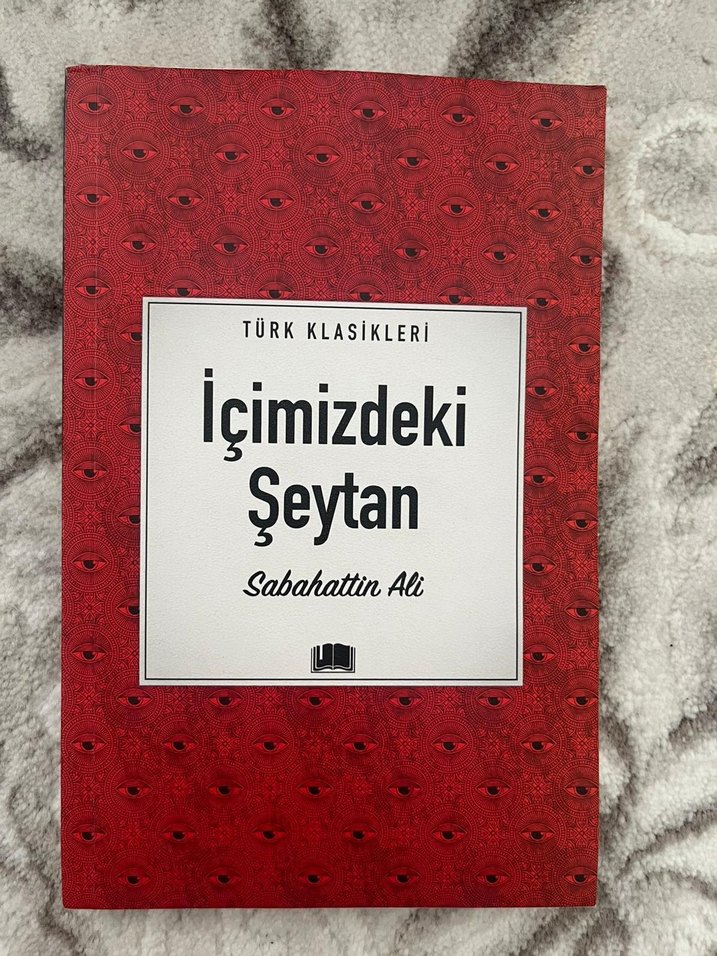 TÜRK KLASİKLERİ
İçimizdeki
Şeytan
Sabahattin Ali